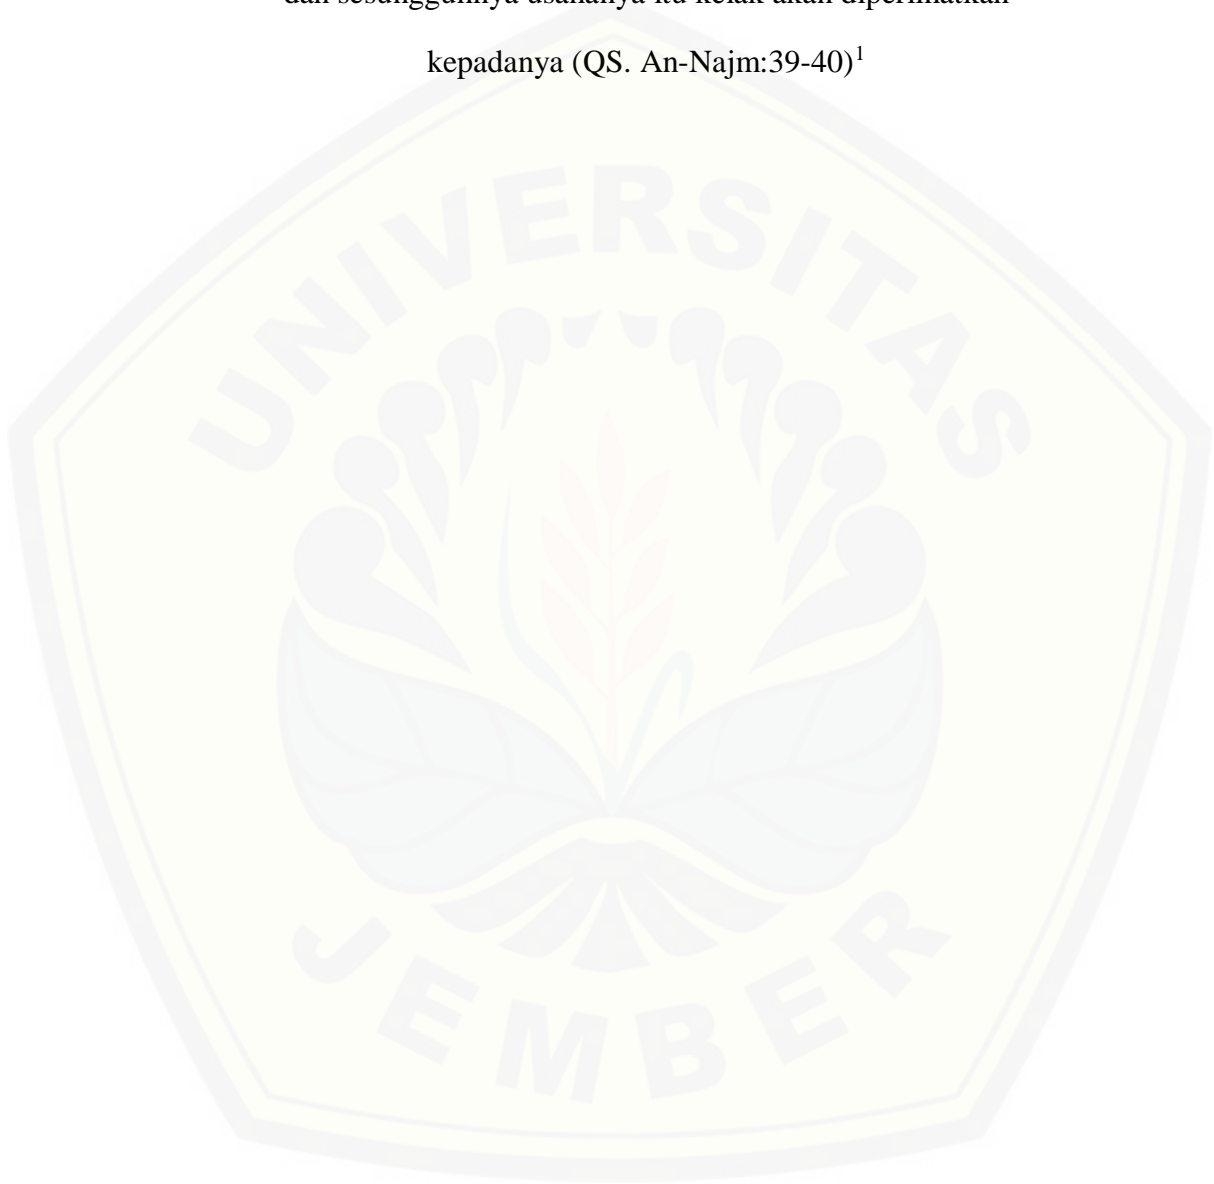 dan sesungguhnya usahanya itu kelak akan diperlihatkan
kepadanya (QS. An-Najm:39-40)¹
UNIVERSITAS
JEMBER